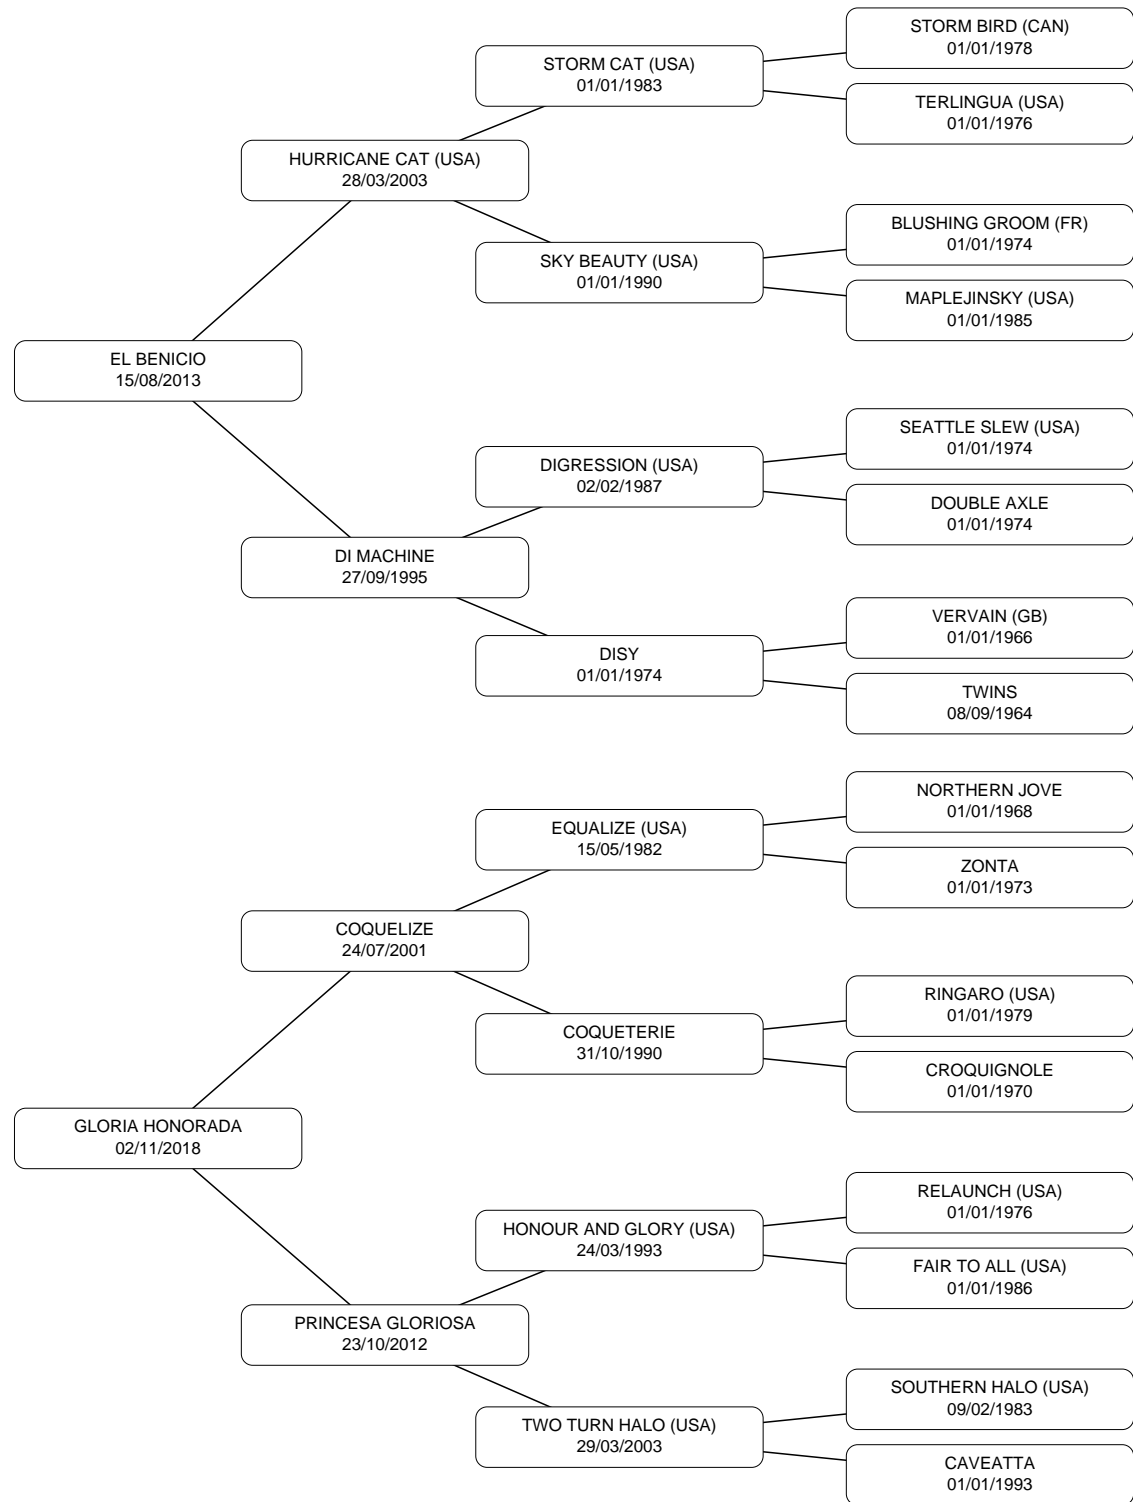 STORM BIRD (CAN)
01/01/1978
STORM CAT (USA)
01/01/1983
TERLINGUA (USA)
01/01/1976
HURRICANE CAT (USA)
28/03/2003
BLUSHING GROOM (FR)
01/01/1974
SKY BEAUTY (USA)
01/01/1990
MAPLEJINSKY (USA)
01/01/1985
EL BENICIO
15/08/2013
SEATTLE SLEW (USA)
01/01/1974
DIGRESSION (USA)
02/02/1987
DOUBLE AXLE
01/01/1974
DI MACHINE
27/09/1995
VERVAIN (GB)
01/01/1966
DISY
01/01/1974
TWINS
08/09/1964
NORTHERN JOVE
01/01/1968
EQUALIZE (USA)
15/05/1982
ZONTA
01/01/1973
COQUELIZE
24/07/2001
RINGARO (USA)
01/01/1979
COQUETERIE
31/10/1990
CROQUIGNOLE
01/01/1970
GLORIA HONORADA
02/11/2018
RELAUNCH (USA)
01/01/1976
HONOUR AND GLORY (USA)
24/03/1993
FAIR TO ALL (USA)
01/01/1986
PRINCESA GLORIOSA
23/10/2012
SOUTHERN HALO (USA)
09/02/1983
TWO TURN HALO (USA)
29/03/2003
CAVEATTA
01/01/1993